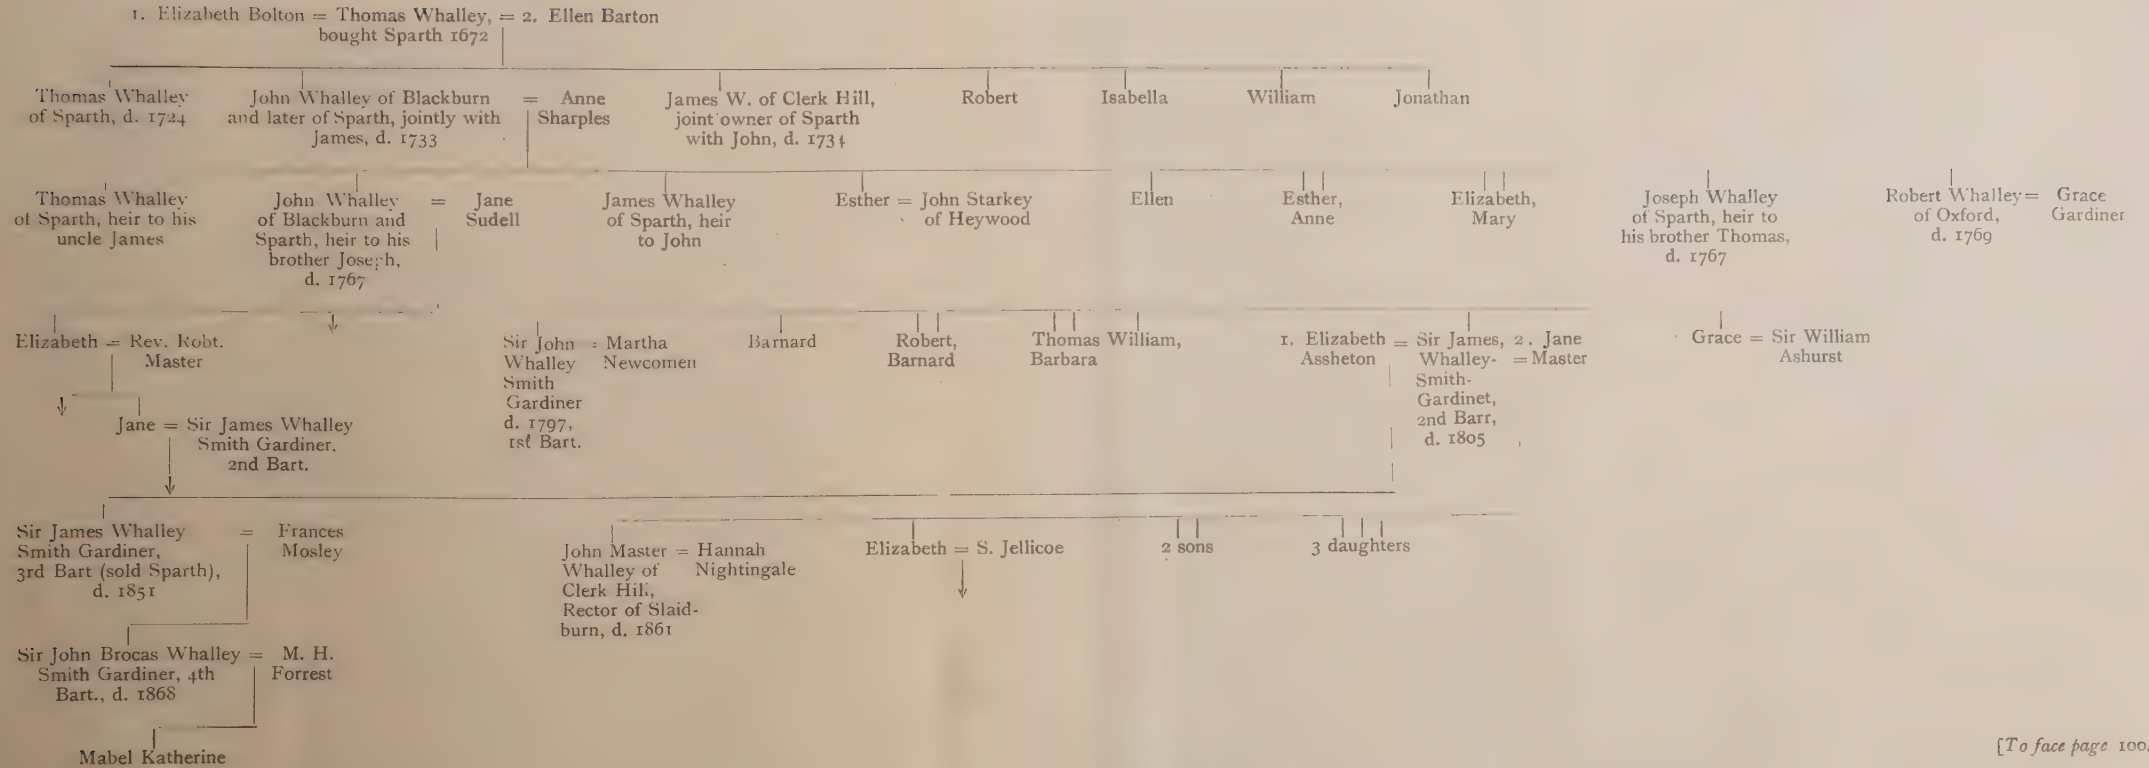 1. Elizabeth Bolton = Thomas Whalley, = 2. Ellen Barton
bought Sparth 1672
Thomas Whalley
of Sparth, d. 1724
John Whalley of Blackburn
and later of Sparth, jointly with
James, d. 1733
= Anne
Sharples
James W. of Clerk Hill,
joint owner of Sparth
with John, d. 1734
Robert
Isabella
William
Jonathan
Thomas Whalley
of Sparth, heir to his
uncle James
John Whalley
of Blackburn and
Sparth, heir to his
brother Joseph,
d. 1767
= Jane
Sudell
James Whalley
of Sparth, heir
to John
Esther = John Starkey
of Heywood
Ellen
Esther,
Anne
Elizabeth,
Mary
Joseph Whalley
of Sparth, heir to
his brother Thomas,
d. 1767
Robert Whalley = Grace
of Oxford, Gardiner
d. 1769
Elizabeth = Rev. Robt.
Master
Sir John = Martha
Whalley Newcomen
Smith
Gardiner
d. 1797,
1st Bart.
Barnard
Robert,
Barnard
Thomas William,
Barbara
1. Elizabeth = Sir James, 2. Jane
Assheton Whalley- = Master
Smith-
Gardinet,
2nd Barr,
d. 1805
Grace = Sir William
Ashurst
Jane = Sir James Whalley
Smith Gardiner,
2nd Bart.
Sir James Whalley = Frances
Smith Gardiner, Mosley
3rd Bart (sold Sparth),
d. 1851
John Master = Hannah
Whalley of Nightingale
Clerk Hill,
Rector of Slaid-
burn, d. 1861
Elizabeth = S. Jellicoe
2 sons
3 daughters
Sir John Brocas Whalley = M. H.
Smith Gardiner, 4th Forrest
Bart., d. 1868
Mabel Katherine
[To face page 100.